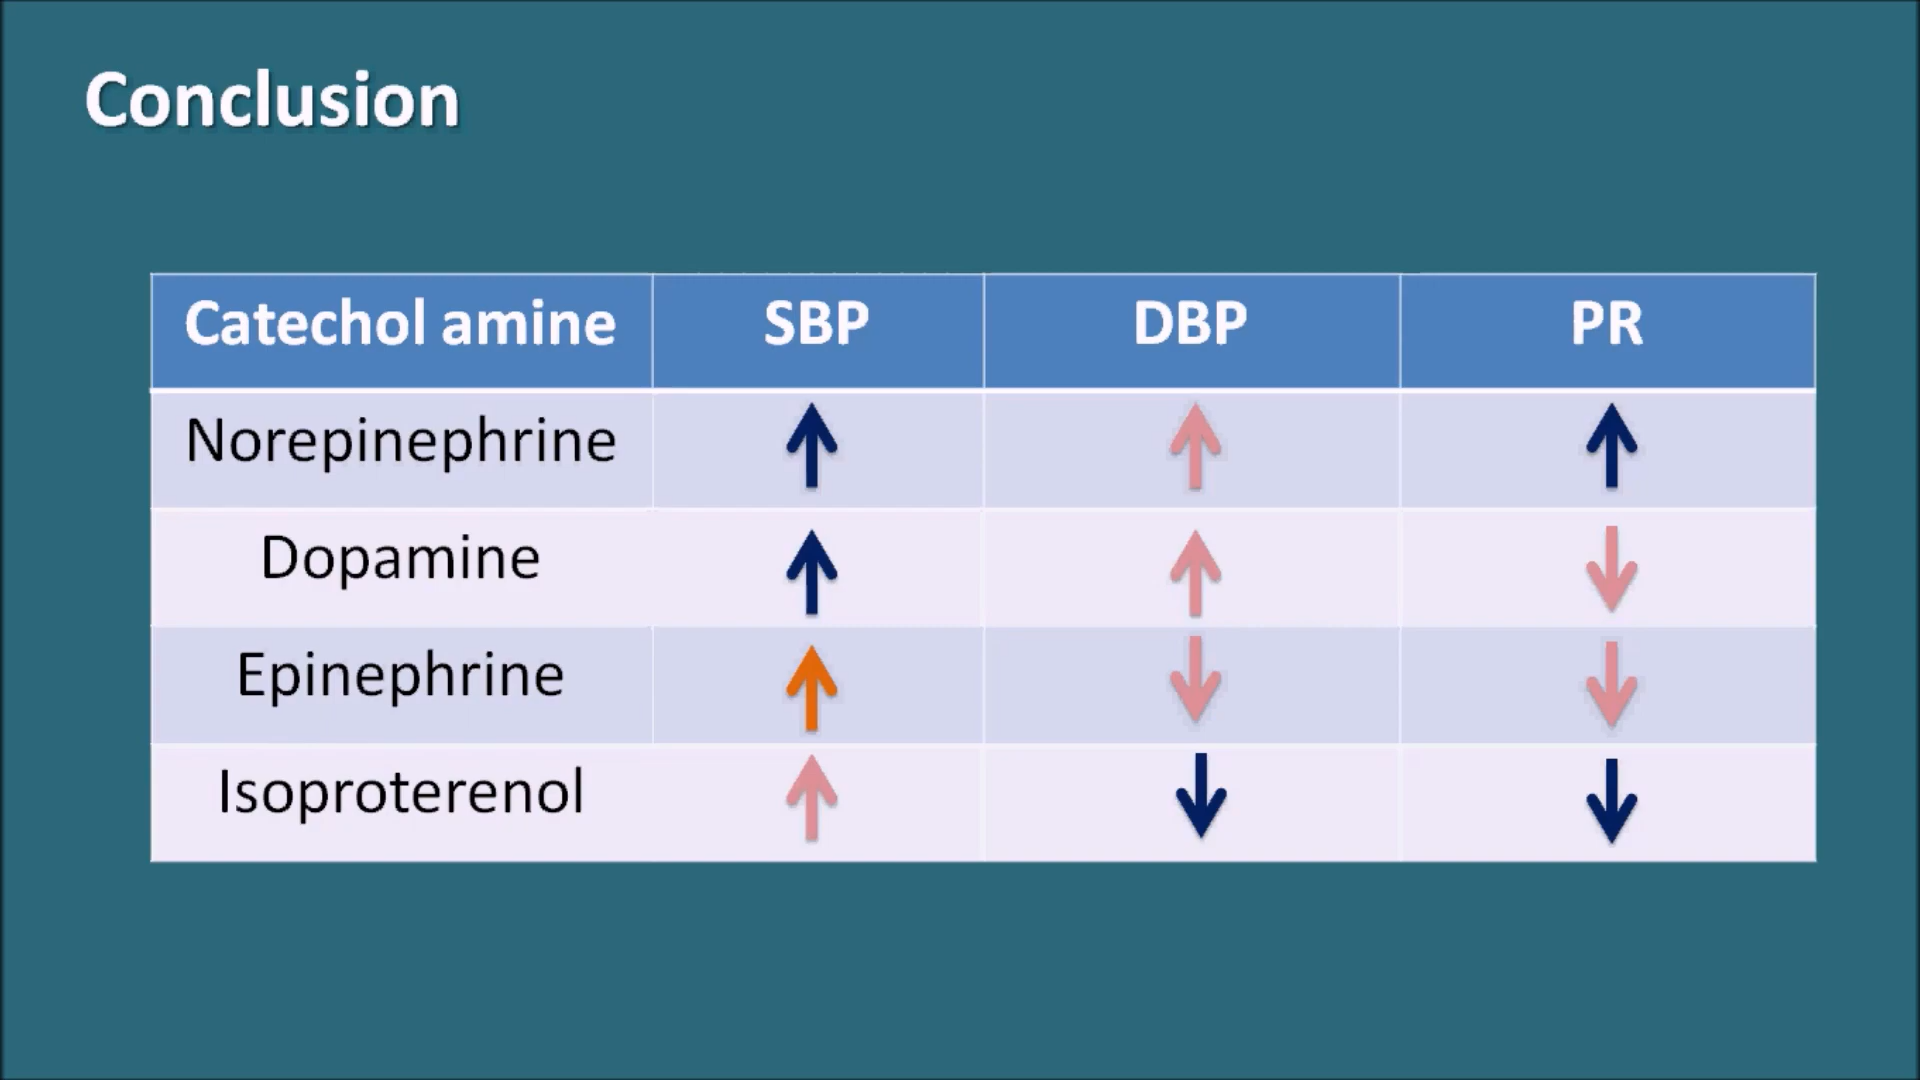 Conclusion
Catechol amine SBP DBP PR
Norepinephrine
Dopamine
Epinephrine
Isoproterenol